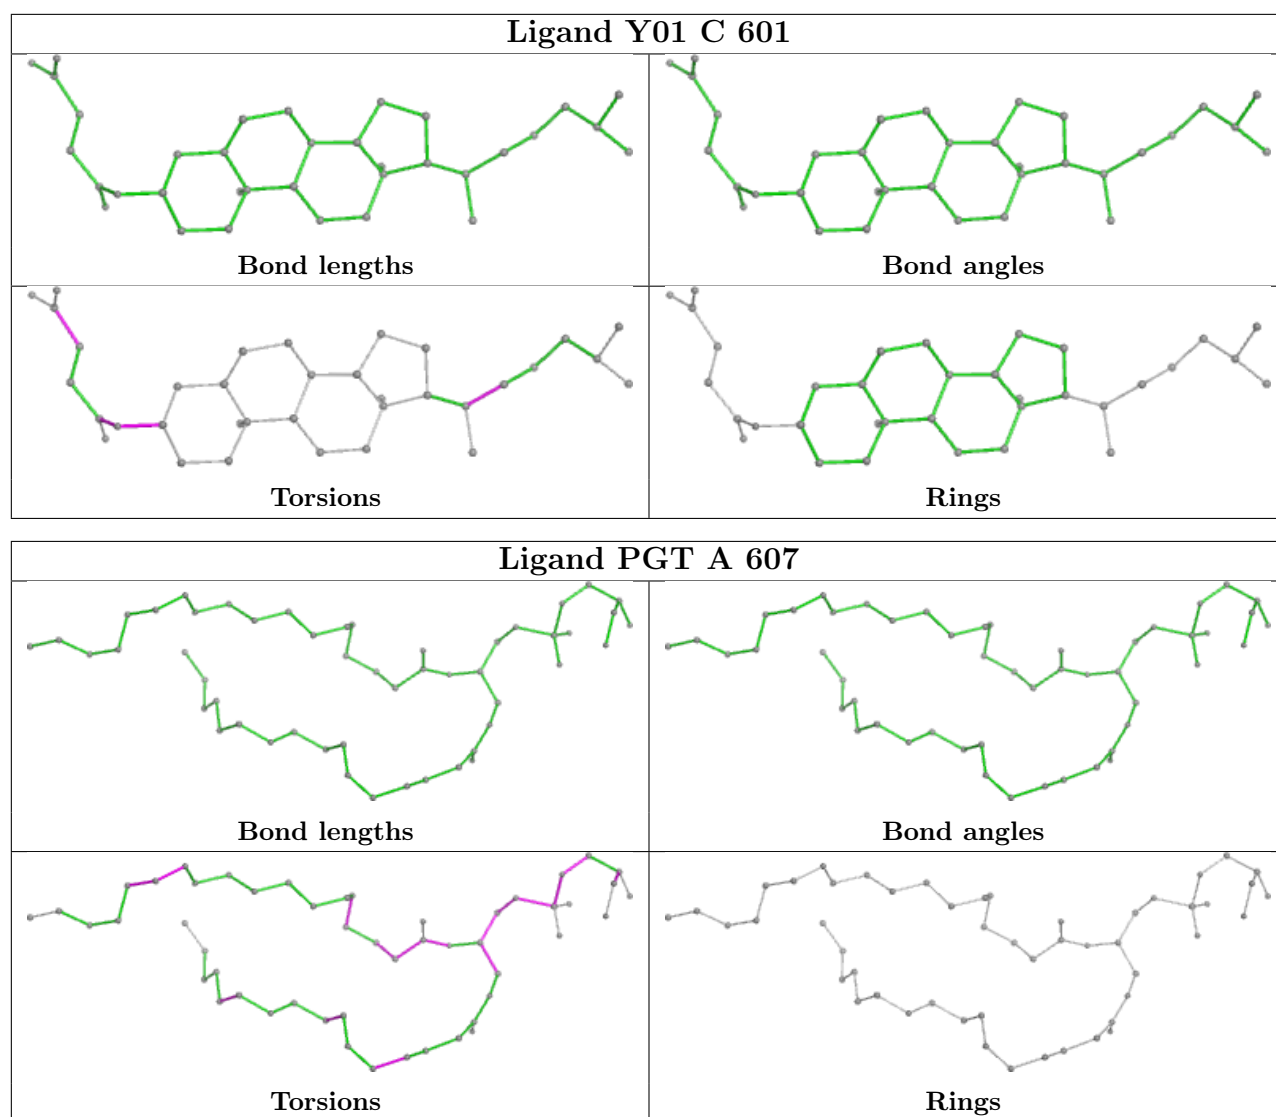 Ligand Y01 C 601
Bond lengths
Bond angles
Torsions
Rings
Ligand PGT A 607
Bond lengths
Bond angles
Torsions
Rings